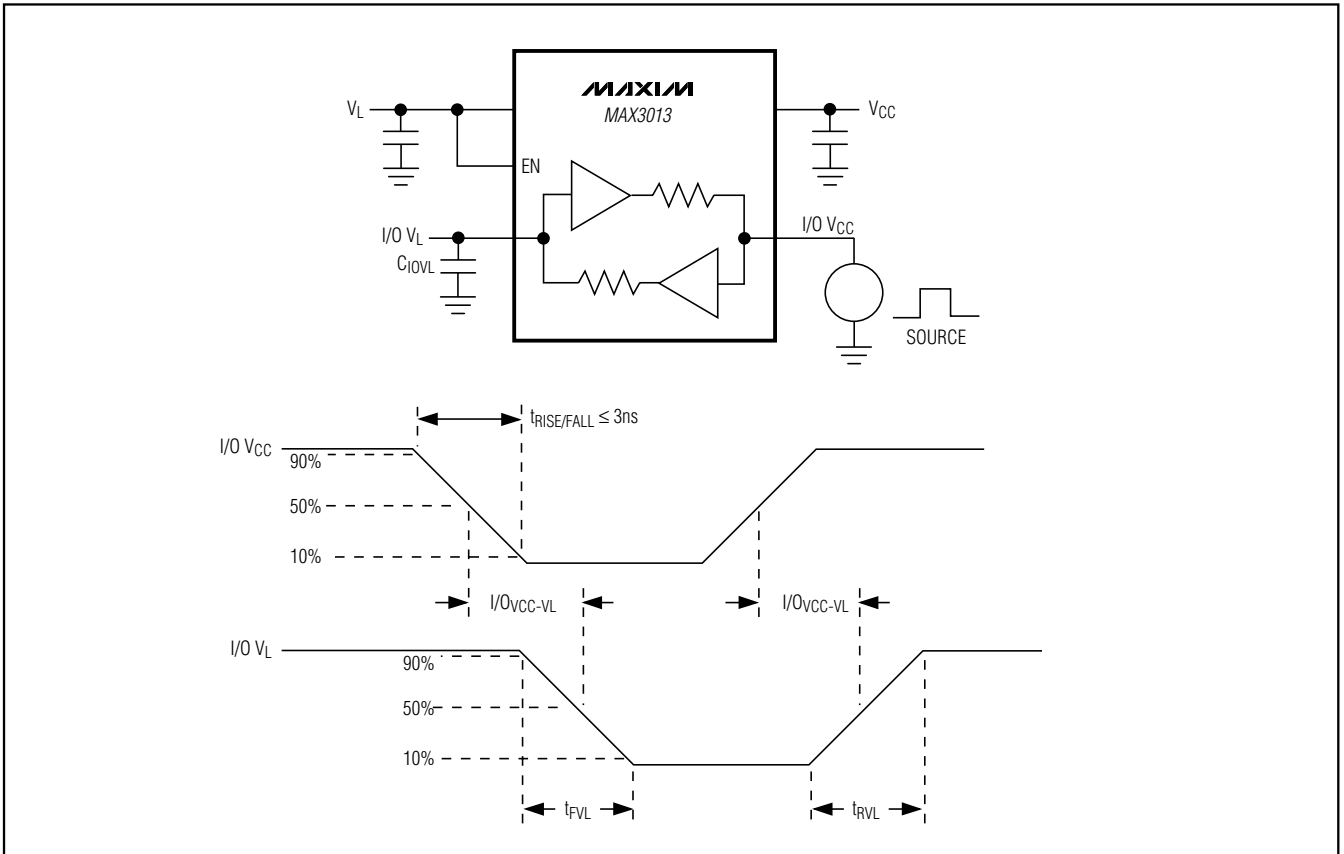 MAXIM
MAX3013
VL
VCC
EN
I/O VL
I/O VCC
CIOVL
SOURCE
tRISE/FALL ≤ 3ns
I/O VCC
90%
50%
10%
I/OVCC-VL
I/OVCC-VL
I/O VL
90%
50%
10%
tFVL
tRVL